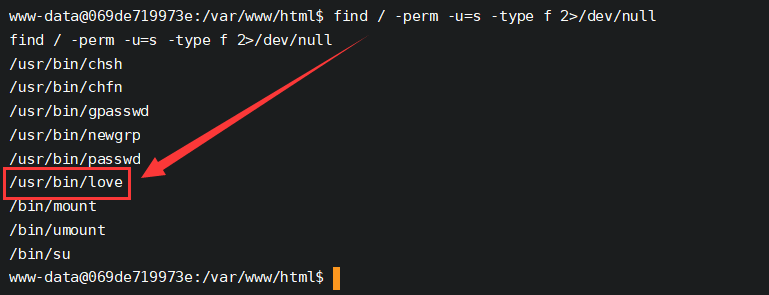 www-data@069de719973e:/var/www/html$ find / -perm -u=s -type f 2>/dev/null
find / -perm -u=s -type f 2>/dev/null
/usr/bin/chsh
/usr/bin/chfn
/usr/bin/gpasswd
/usr/bin/newgrp
/usr/bin/passwd
/usr/bin/love
/bin/mount
/bin/umount
/bin/su
www-data@069de719973e:/var/www/html$